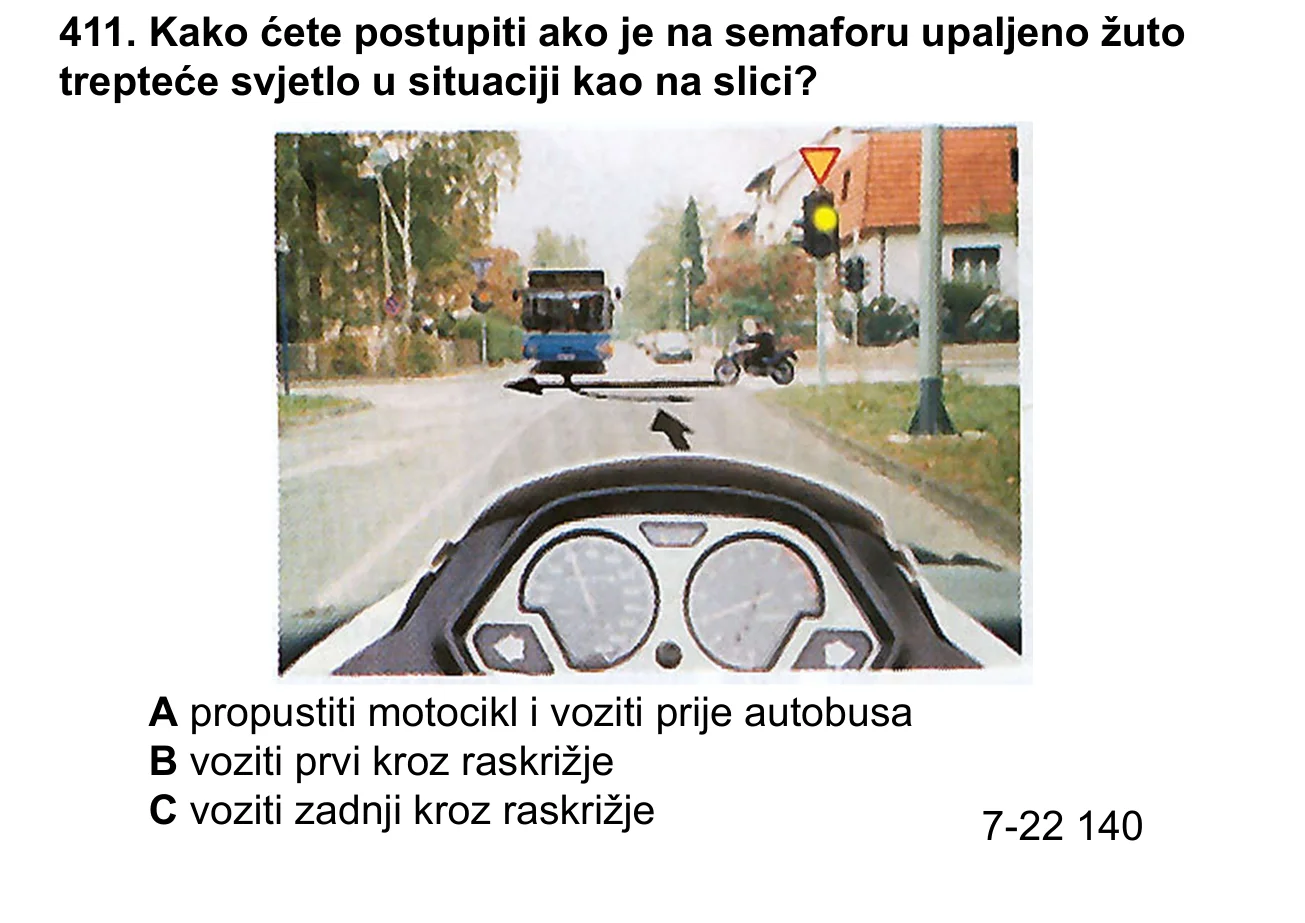 411. Kako ćete postupiti ako je na semaforu upaljeno žuto
trepteće svjetlo u situaciji kao na slici?
A propustiti motocikl i voziti prije autobusa
B voziti prvi kroz raskrižje
C voziti zadnji kroz raskrižje
7-22 140